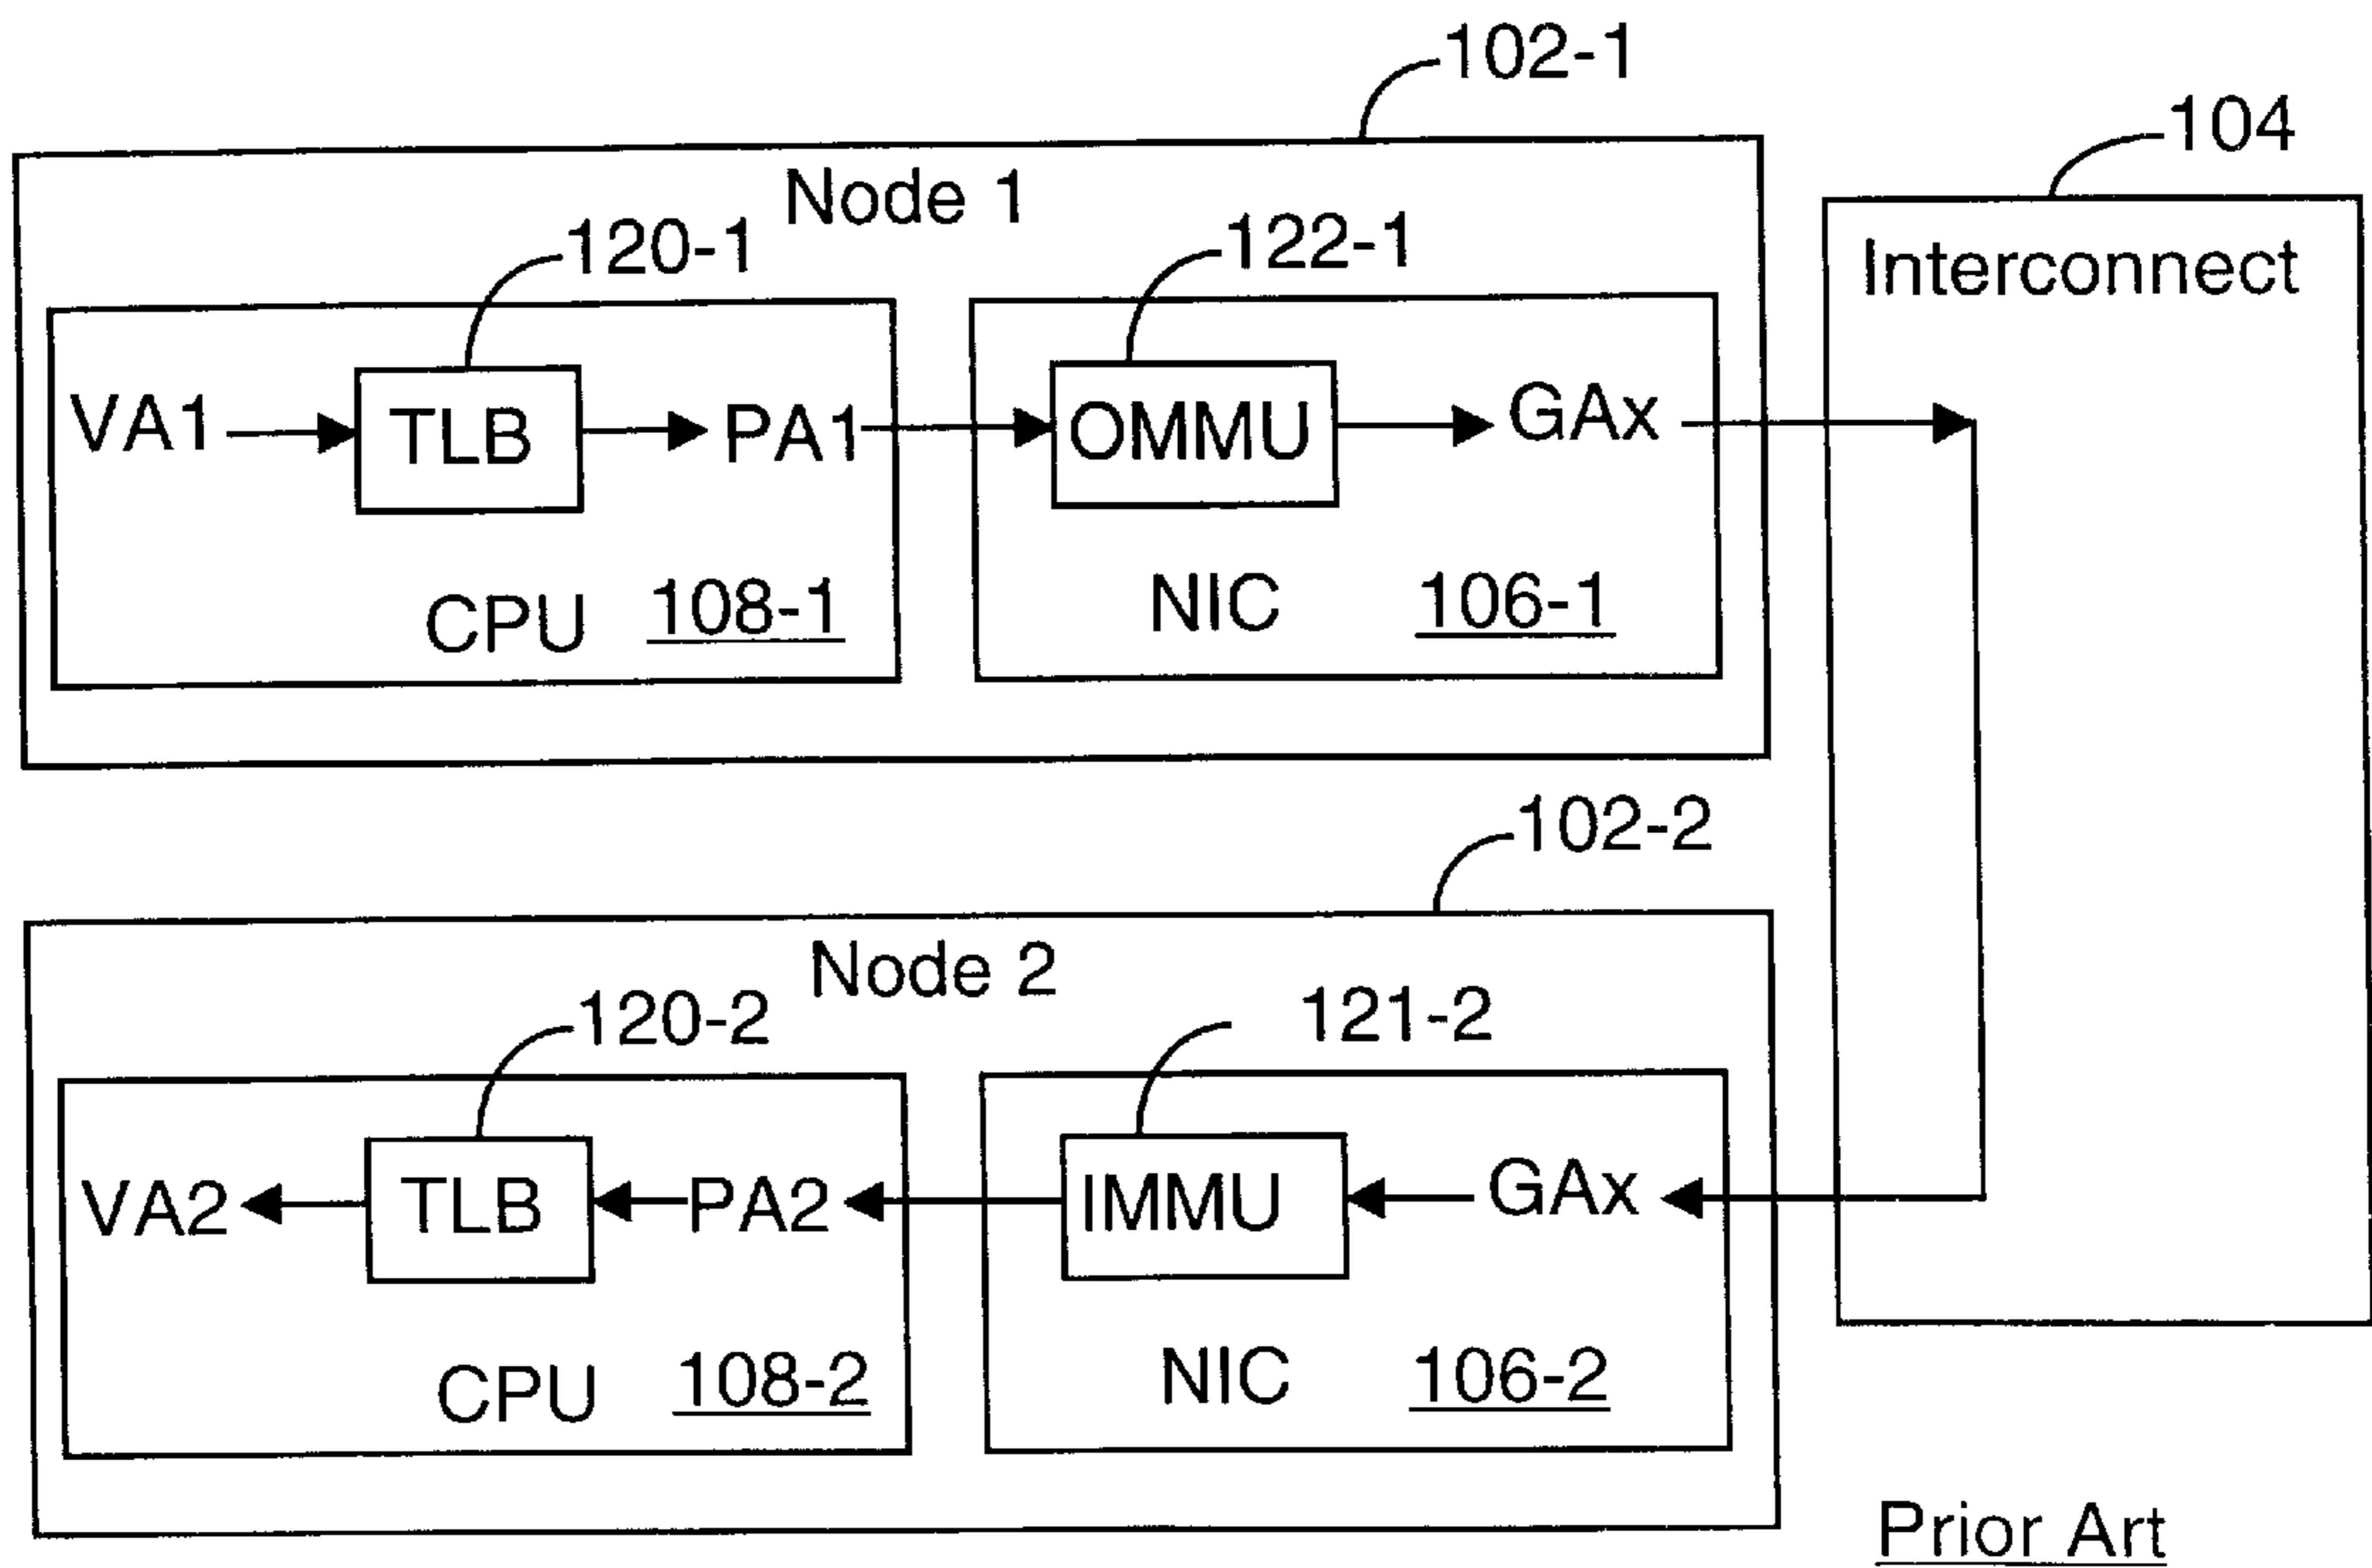 102-1
104
Node 1
Interconnect
120-1
122-1
VA1
TLB
PA1
OMMU
GAx
CPU
108-1
NIC
106-1
102-2
Node 2
120-2
121-2
VA2
TLB
PA2
IMMU
GAx
CPU
108-2
NIC
106-2
Prior Art